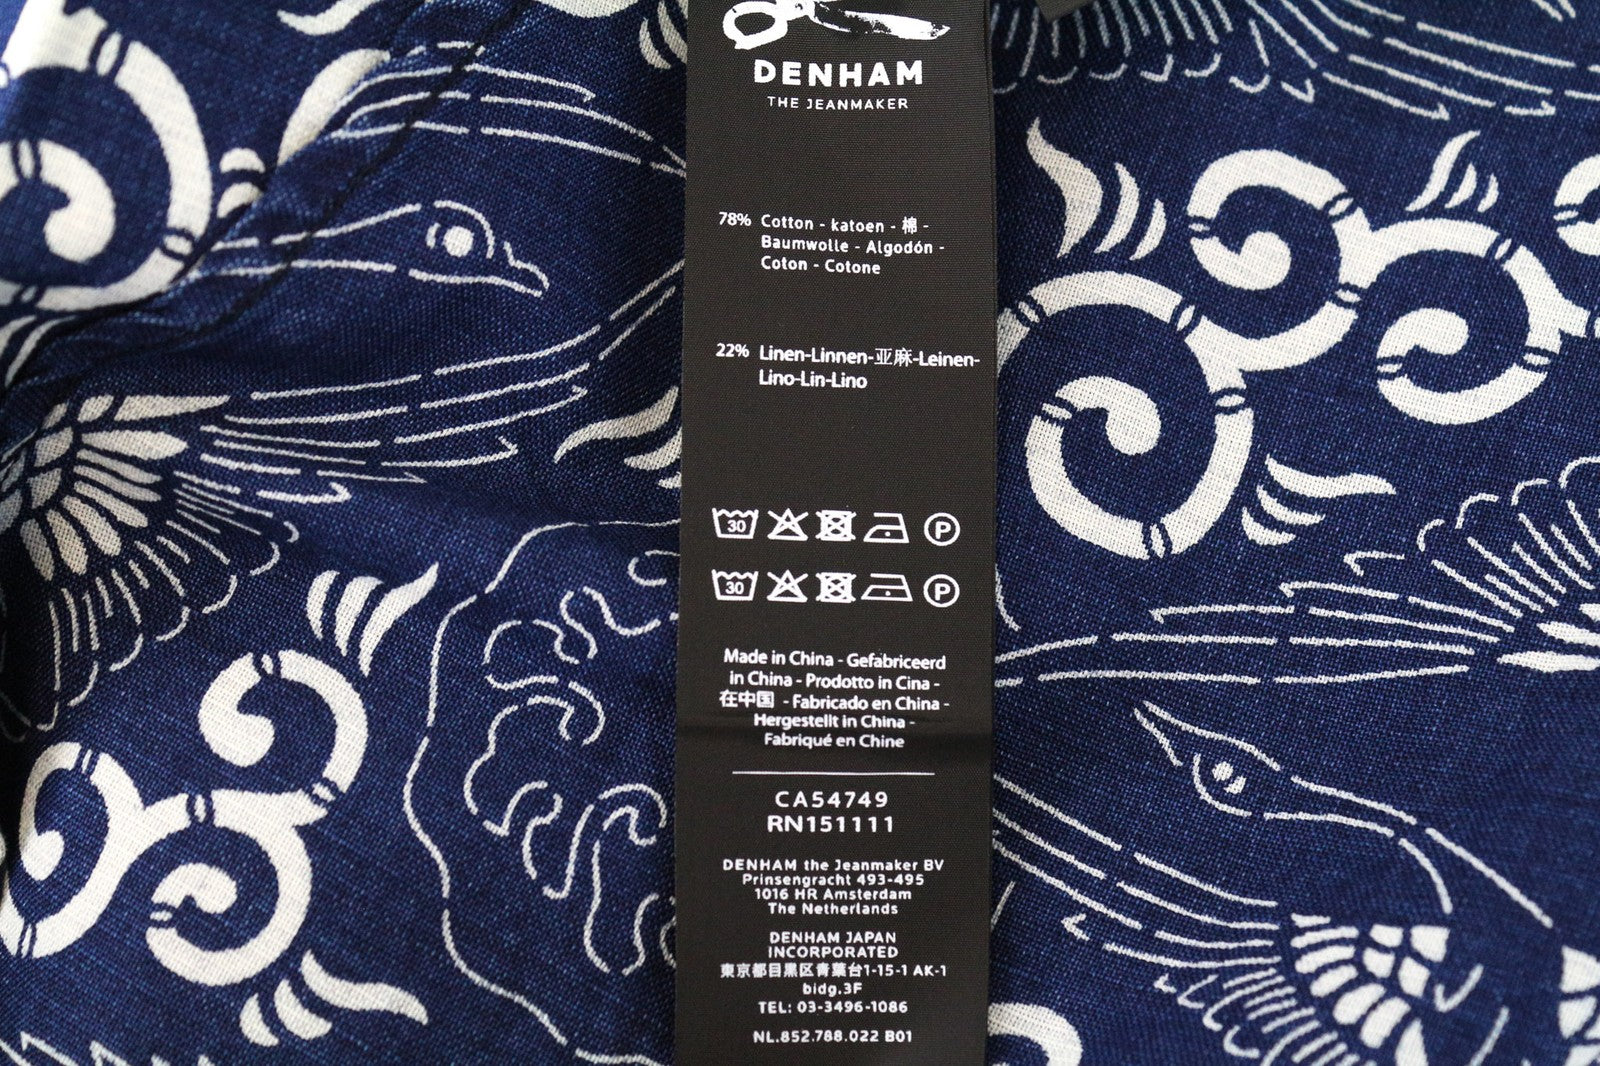 DENHAM
THE JEANMAKER
78% Cotton - katoen - 棉 -
Baumwolle - Algodón -
Coton - Cotone
22% Linen-Linnen-亚麻-Leinen-
Lino-Lin-Lino
30 P
30 P
Made in China - Gefabriceerd
in China - Prodotto in Cina -
在中国 - Fabricado en China -
Hergestellt in China -
Fabriqué en Chine
CA54749
RN151111
DENHAM the Jeanmaker BV
Prinsengracht 493-495
1016 HR Amsterdam
The Netherlands
DENHAM JAPAN
INCORPORATED
東京都目黒区青葉台1-15-1 AK-1
bidg.3F
TEL: 03-3496-1086
NL.852.788.022 B01